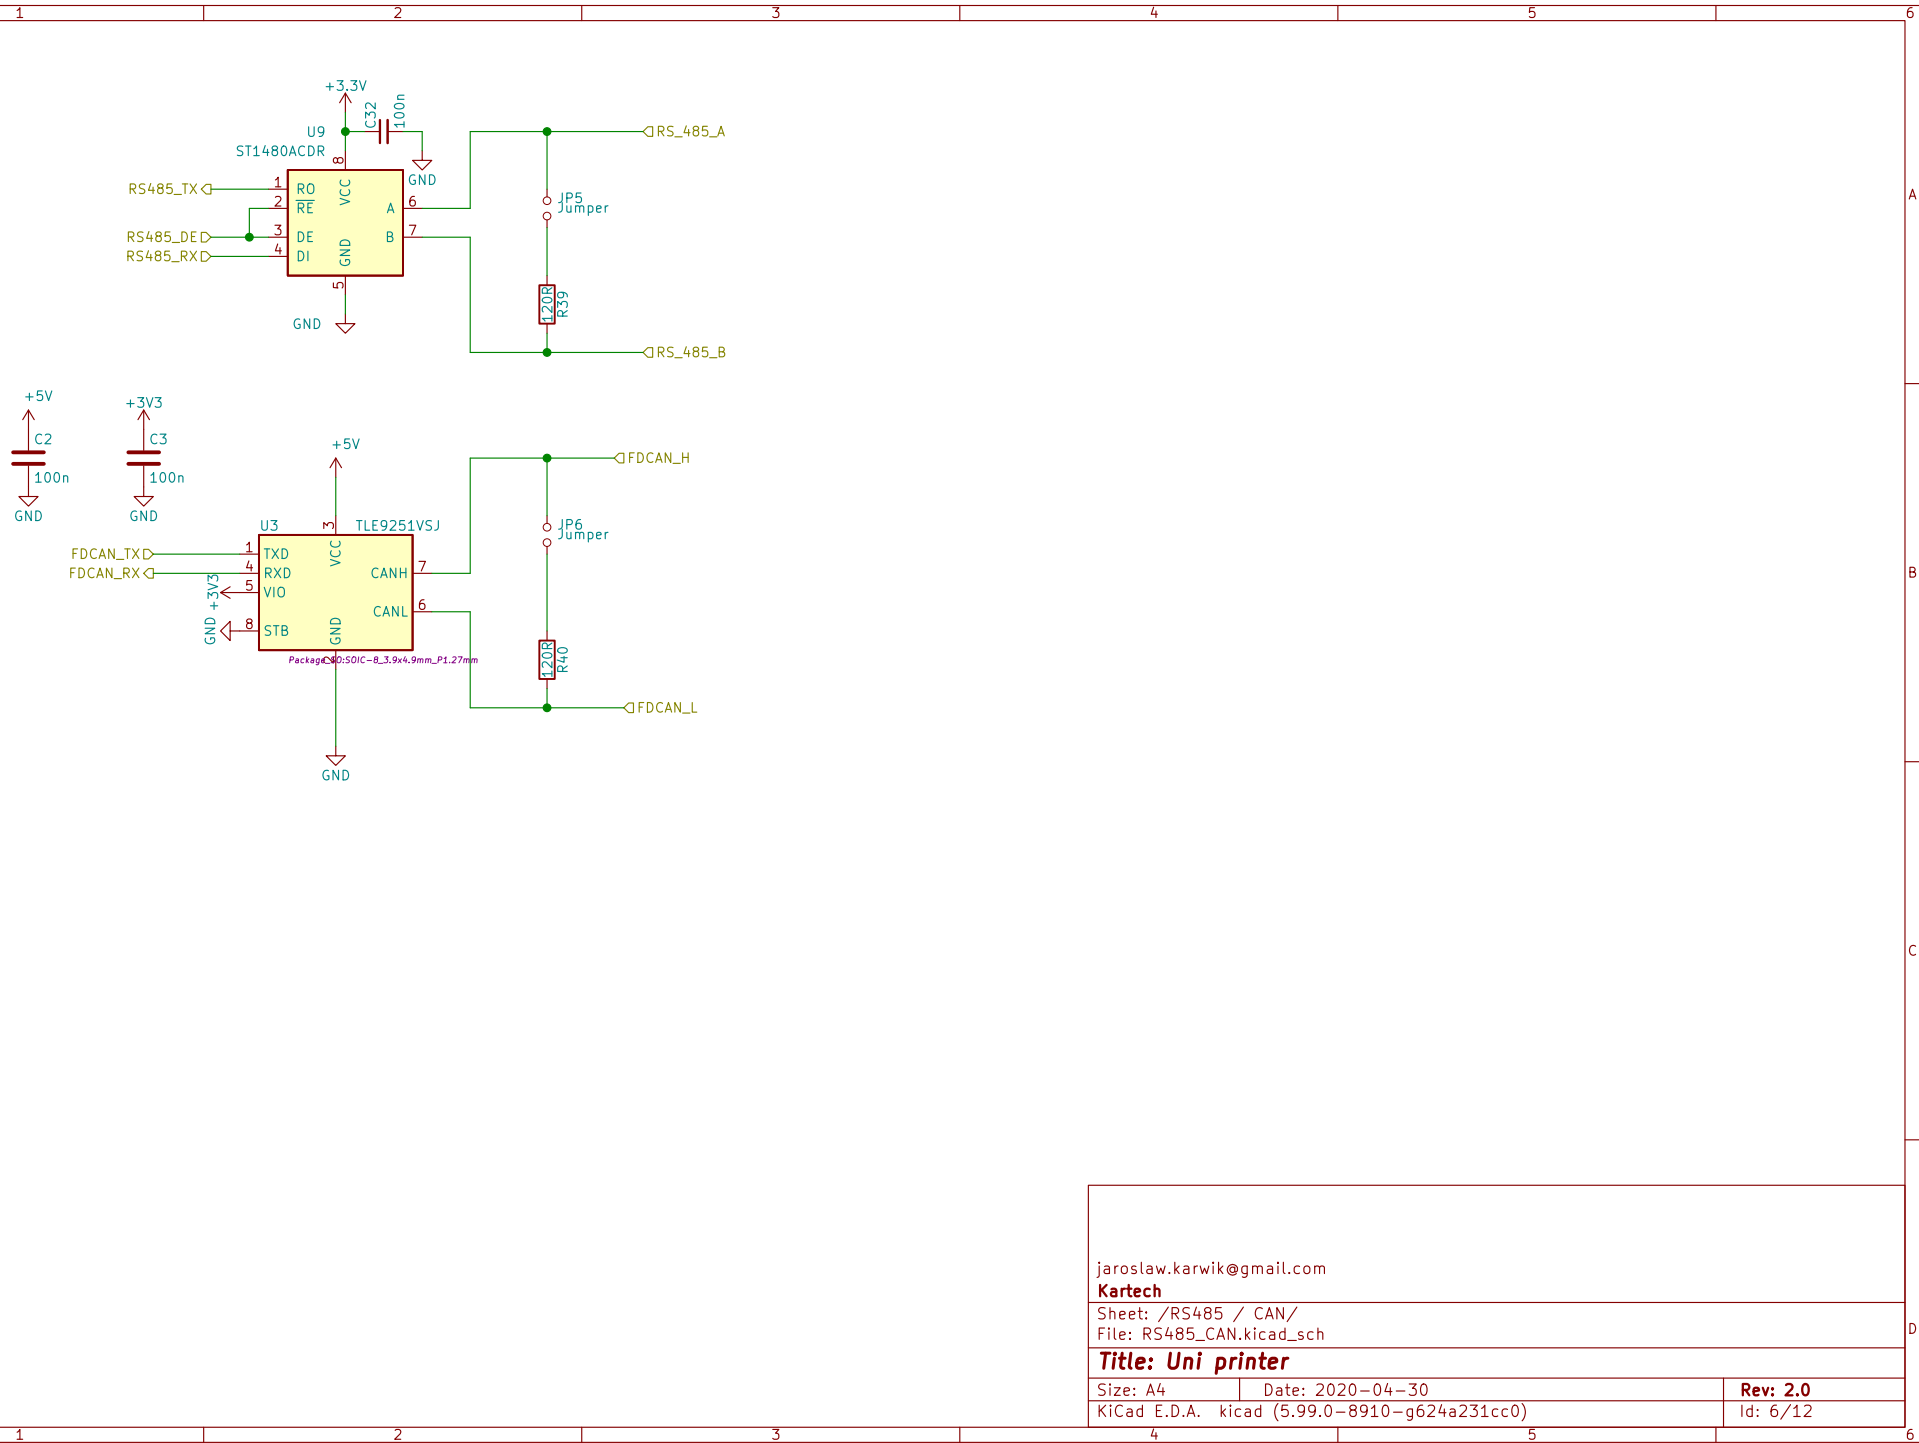 1 2 3 4 5 6
+3.3V
C32
100n
U9
ST1480ACDR
GND
RS485_TX
RS485_DE
RS485_RX
1 RO
2 RE
3 DE
4 DI
8 VCC
GND 5
A 6
B 7
GND
RS_485_A
JP5
Jumper
120R
R39
RS_485_B
A
+5V
C2
100n
GND
+3V3
C3
100n
GND
+5V
U3
TLE9251VSJ
3 VCC
FDCAN_TX
FDCAN_RX
+3V3
GND
1 TXD
4 RXD
5 VIO
8 STB
CANH 7
CANL 6
GND
Package_SO:SOIC-8_3.9x4.9mm_P1.27mm
GND
FDCAN_H
JP6
Jumper
120R
R40
FDCAN_L
B
C
D
jaroslaw.karwik@gmail.com
Kartech
Sheet: /RS485 / CAN/
File: RS485_CAN.kicad_sch
Title: Uni printer
Size: A4 Date: 2020-04-30 Rev: 2.0
KiCad E.D.A. kicad (5.99.0-8910-g624a231cc0) Id: 6/12
1 2 3 4 5 6